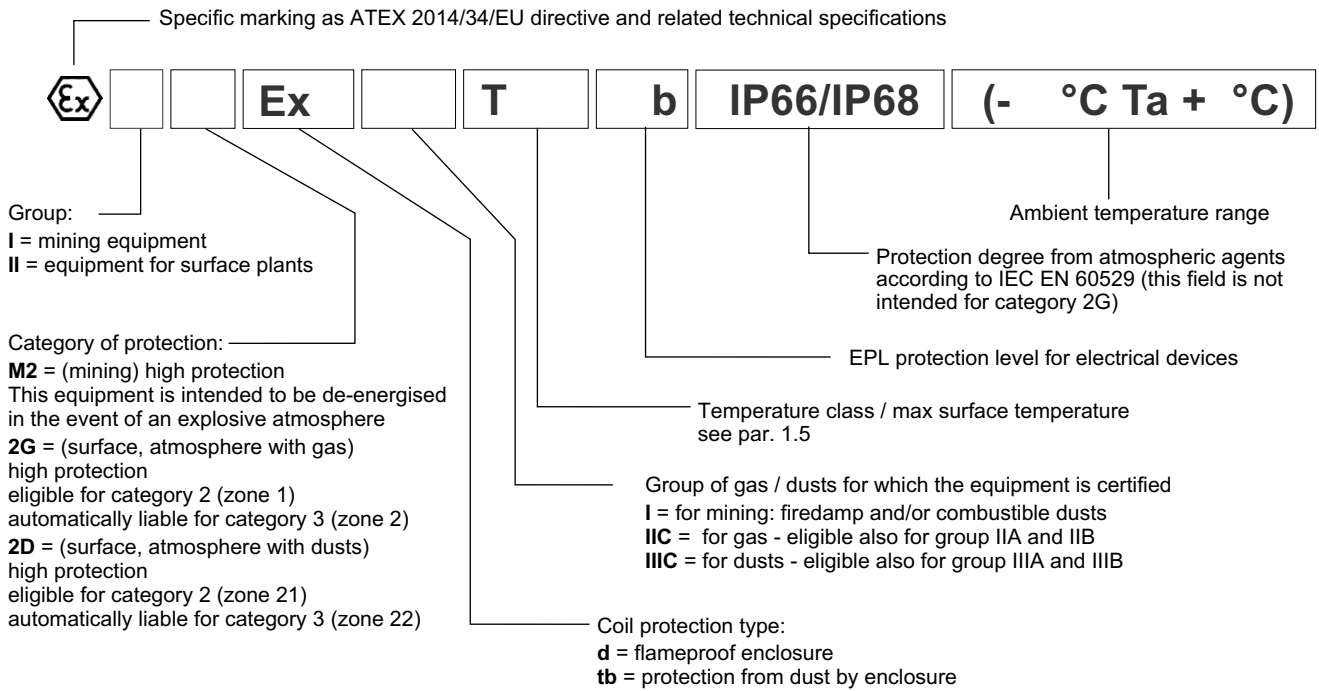 Specific marking as ATEX 2014/34/EU directive and related technical specifications
Ex Ex T b IP66/IP68 (- °C Ta + °C)
Group:
I = mining equipment
II = equipment for surface plants
Ambient temperature range
Protection degree from atmospheric agents
according to IEC EN 60529 (this field is not
intended for category 2G)
Category of protection:
M2 = (mining) high protection
This equipment is intended to be de-energised
in the event of an explosive atmosphere
2G = (surface, atmosphere with gas)
high protection
eligible for category 2 (zone 1)
automatically liable for category 3 (zone 2)
2D = (surface, atmosphere with dusts)
high protection
eligible for category 2 (zone 21)
automatically liable for category 3 (zone 22)
EPL protection level for electrical devices
Temperature class / max surface temperature
see par. 1.5
Group of gas / dusts for which the equipment is certified
I = for mining: firedamp and/or combustible dusts
IIC = for gas - eligible also for group IIA and IIB
IIIC = for dusts - eligible also for group IIIA and IIIB
Coil protection type:
d = flameproof enclosure
tb = protection from dust by enclosure